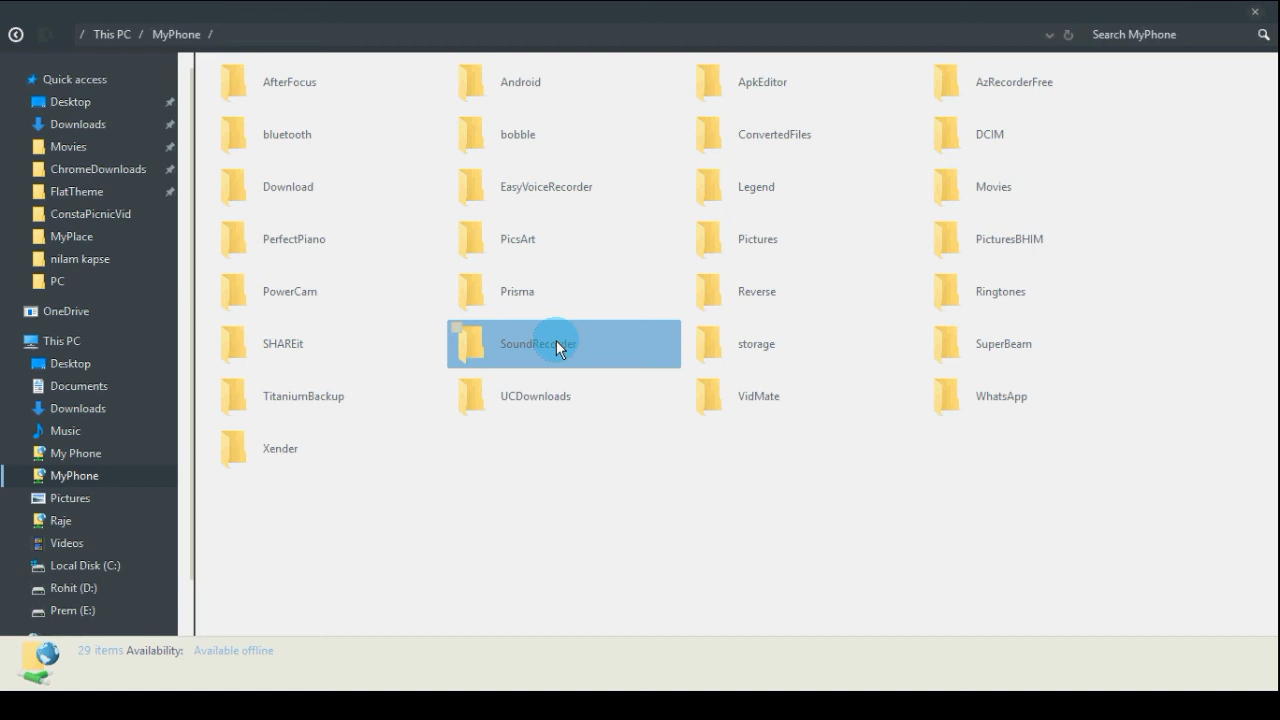 / This PC / MyPhone /
Search MyPhone
Quick access
Desktop
Downloads
Movies
ChromeDownloads
FlatTheme
ConstaPicnicVid
MyPlace
nilam kapse
PC
OneDrive
This PC
Desktop
Documents
Downloads
Music
My Phone
MyPhone
Pictures
Raje
Videos
Local Disk (C:)
Rohit (D:)
Prem (E:)
AfterFocus Android ApkEditor AzRecorderFree
bluetooth bobble ConvertedFiles DCIM
Download EasyVoiceRecorder Legend Movies
PerfectPiano PicsArt Pictures PicturesBHIM
PowerCam Prisma Reverse Ringtones
SHAREit SoundRecorder storage SuperBeam
TitaniumBackup UCDownloads VidMate WhatsApp
Xender
29 items Availability: Available offline